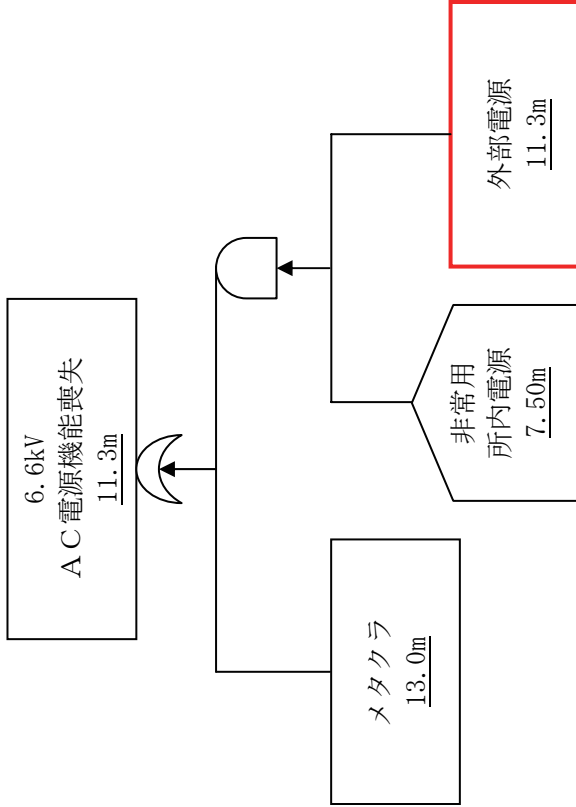 6.6kV
ＡＣ電源機能喪失
11.3m
メタクラ
13.0m
非常用
所内電源
7.50m
外部電源
11.3m